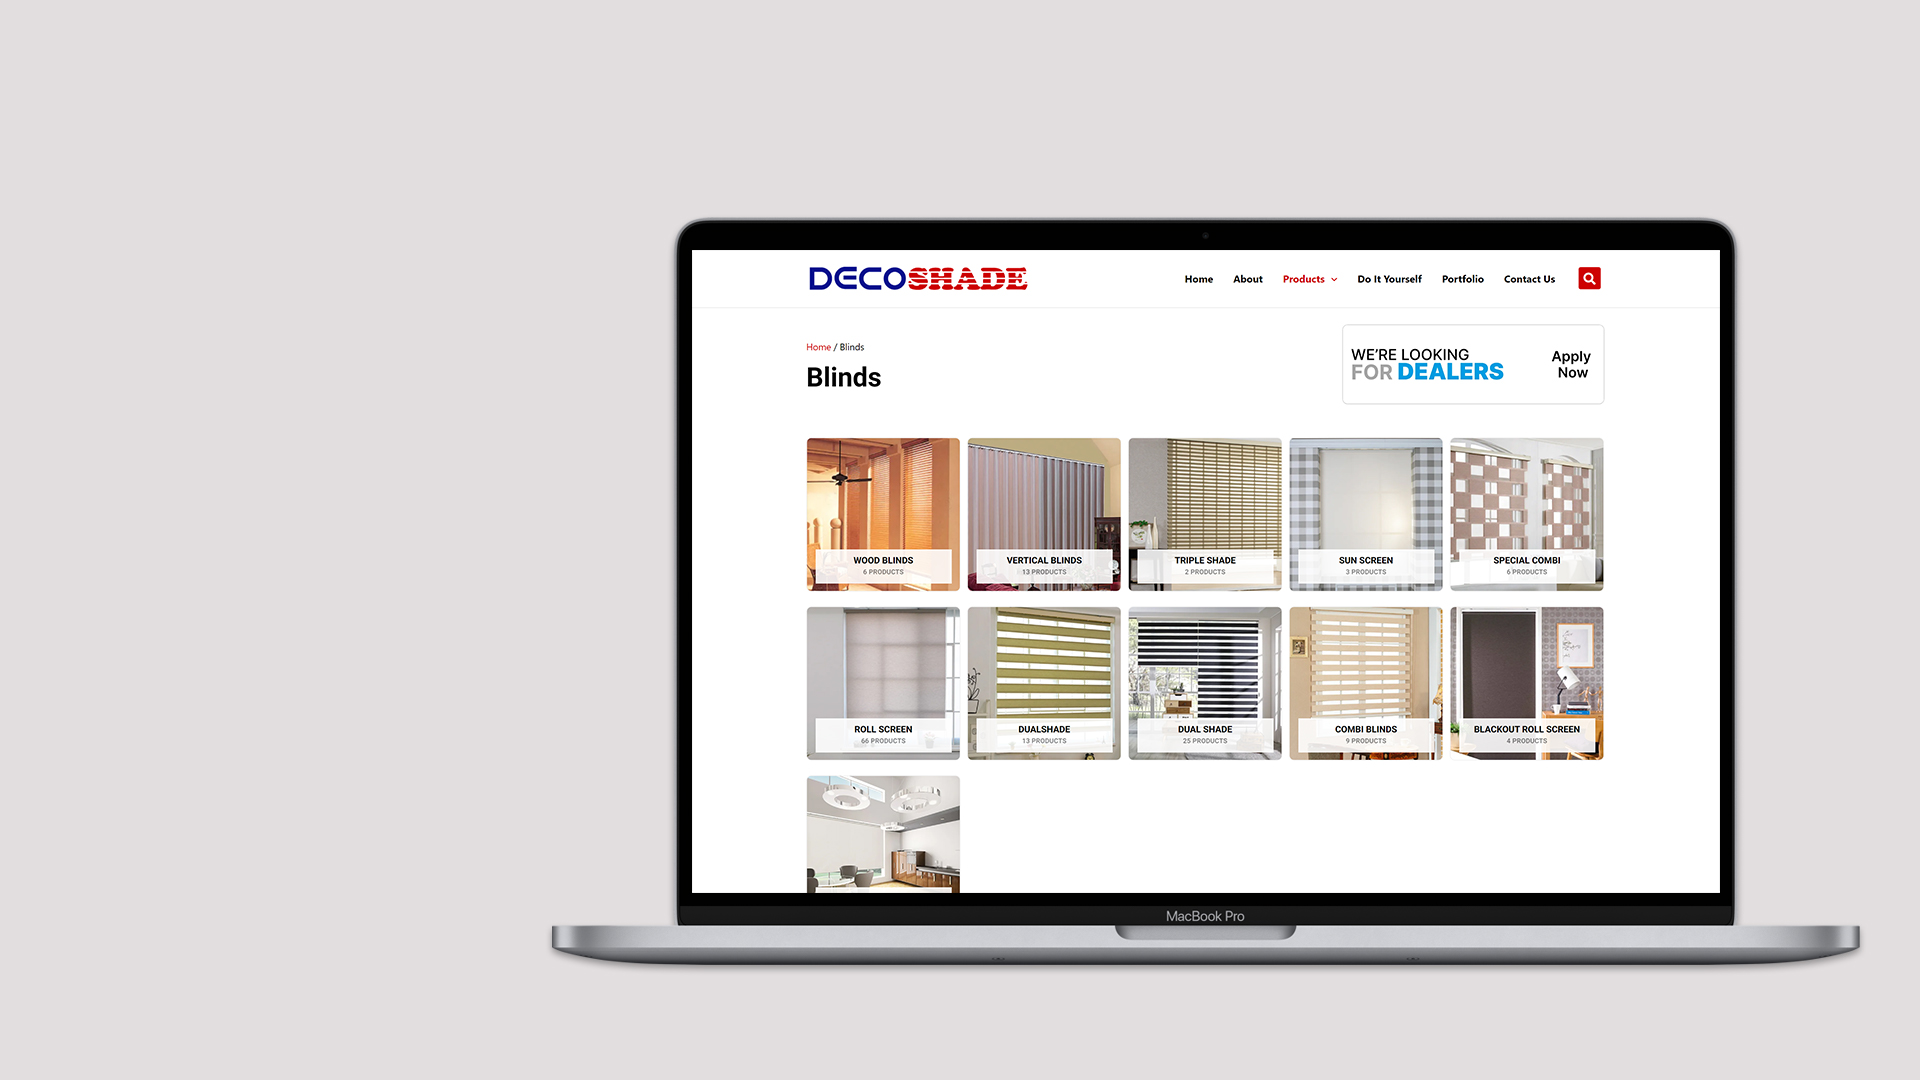 DECOSHADE
Home About Products Do It Yourself Portfolio Contact Us
Home / Blinds
Blinds
WE'RE LOOKING
FOR DEALERS
Apply
Now
WOOD BLINDS
6 PRODUCTS
VERTICAL BLINDS
13 PRODUCTS
TRIPLE SHADE
2 PRODUCTS
SUN SCREEN
3 PRODUCTS
SPECIAL COMBI
6 PRODUCTS
ROLL SCREEN
66 PRODUCTS
DUALSHADE
13 PRODUCTS
DUAL SHADE
25 PRODUCTS
COMBI BLINDS
9 PRODUCTS
BLACKOUT ROLL SCREEN
4 PRODUCTS
MacBook Pro